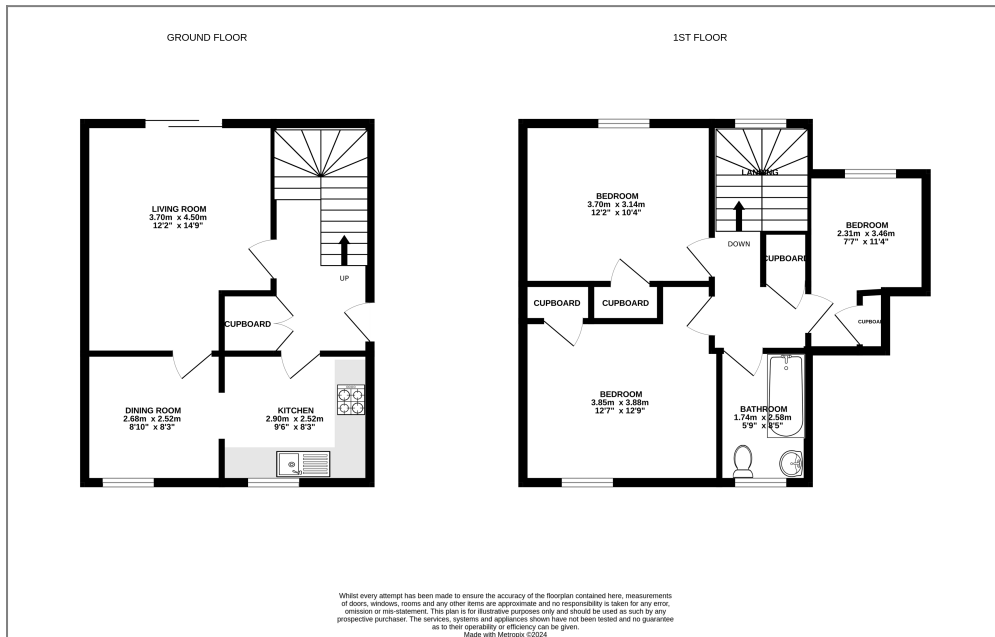 GROUND FLOOR
1ST FLOOR
LIVING ROOM
3.70m x 4.50m
12'2" x 14'9"
UP
CUPBOARD
DINING ROOM
2.68m x 2.52m
8'10" x 8'3"
KITCHEN
2.90m x 2.52m
9'6" x 8'3"
LANDING
BEDROOM
3.70m x 3.14m
12'2" x 10'4"
DOWN
BEDROOM
2.31m x 3.46m
7'7" x 11'4"
CUPBOARD
CUPBOARD
CUPBOARD
CUPBOARD
BEDROOM
3.85m x 3.88m
12'7" x 12'9"
BATHROOM
1.74m x 2.58m
5'9" x 8'5"
Whilst every attempt has been made to ensure the accuracy of the floorplan contained here, measurements
of doors, windows, rooms and any other items are approximate and no responsibility is taken for any error,
omission or mis-statement. This plan is for illustrative purposes only and should be used as such by any
prospective purchaser. The services, systems and appliances shown have not been tested and no guarantee
as to their operability or efficiency can be given.
Made with Metropix ©2024